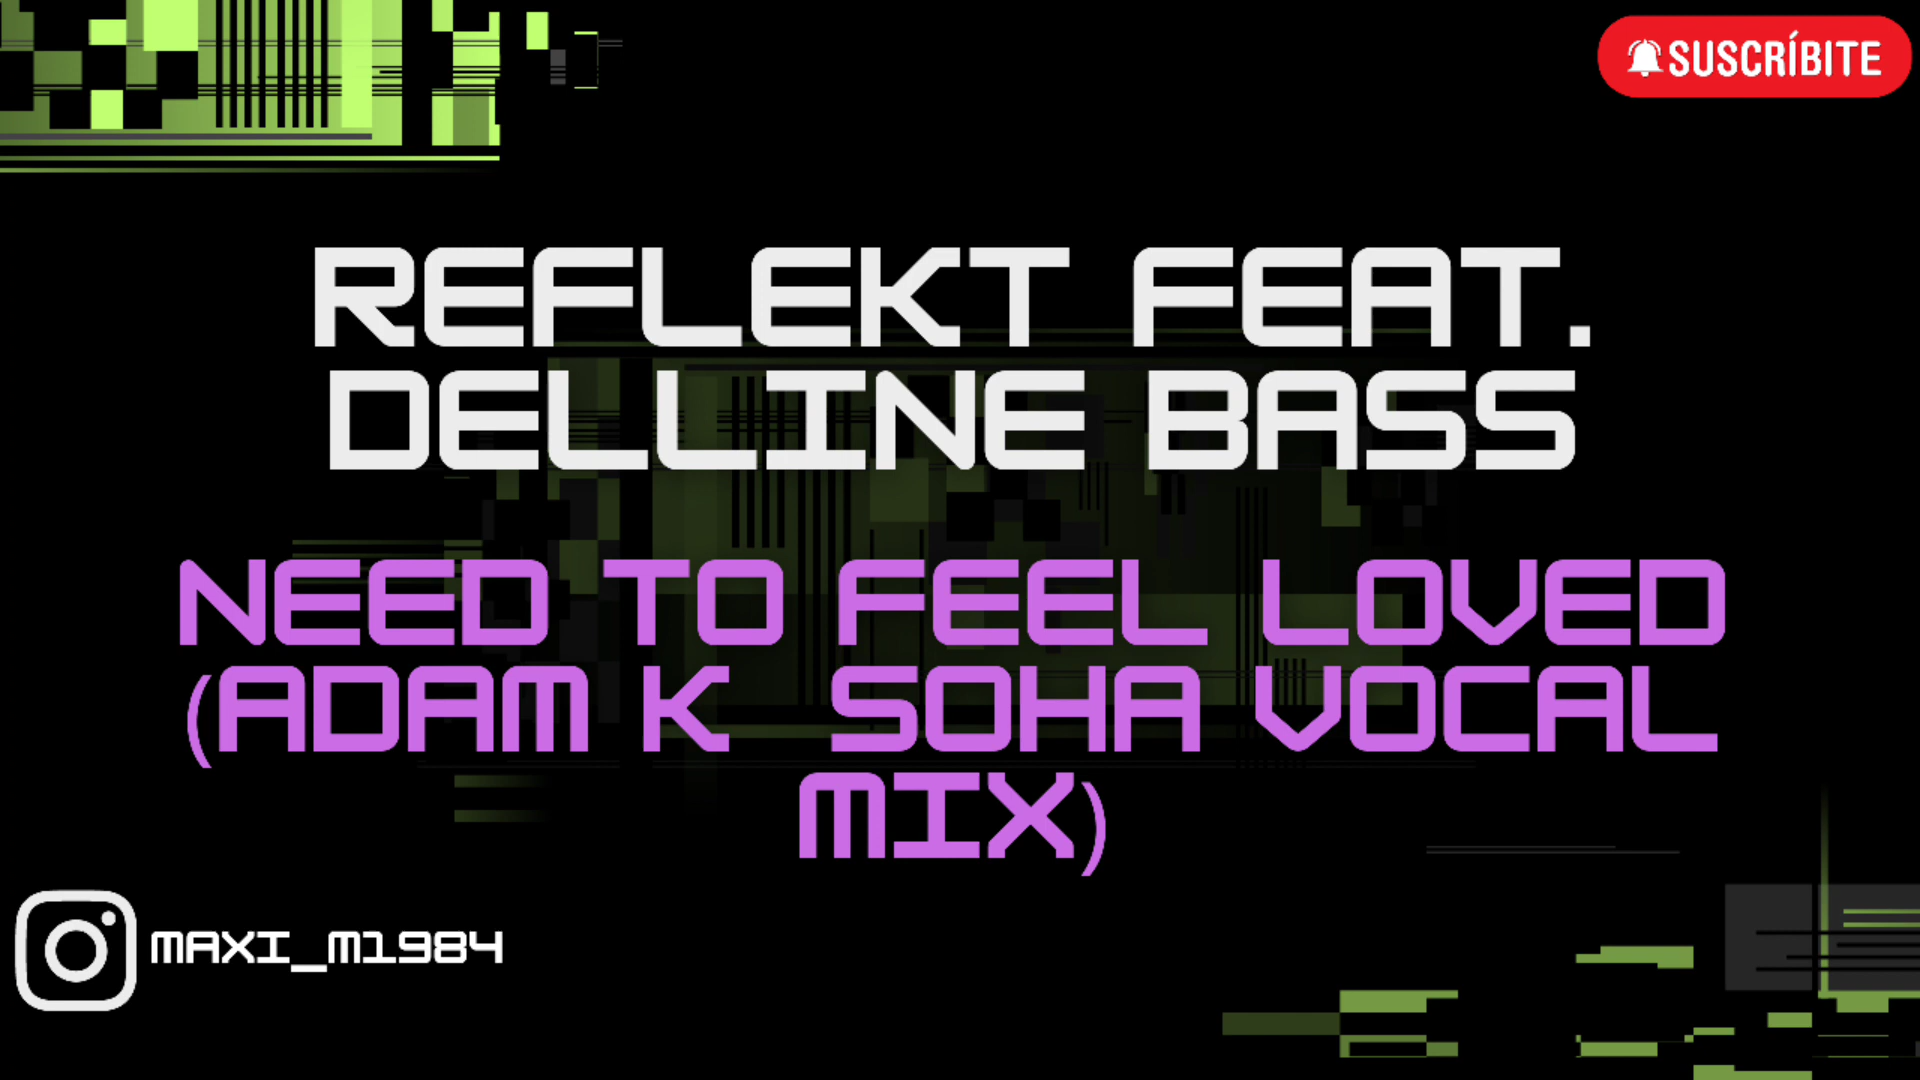 SUSCRÍBITE
REFLEKT FEAT.
DELLINE BASS
NEED TO FEEL LOVED
(ADAM K SOHA VOCAL
MIX)
MAXI_M1984